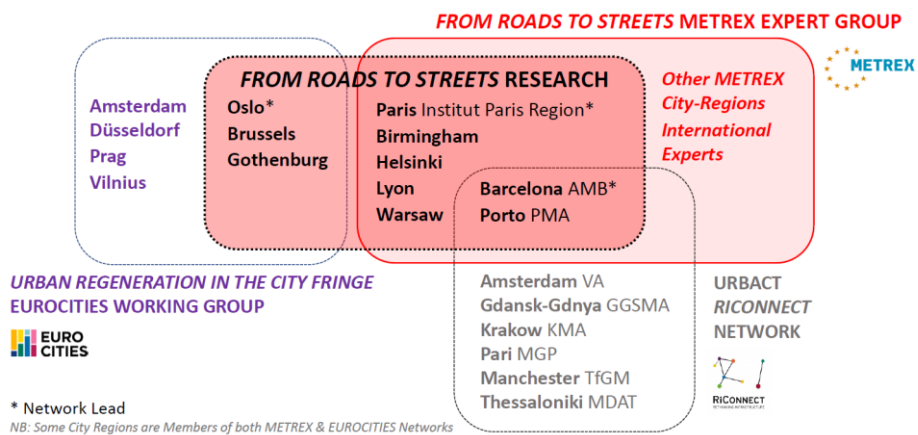 FROM ROADS TO STREETS METREX EXPERT GROUP
METREX
FROM ROADS TO STREETS RESEARCH
Amsterdam
Düsseldorf
Prag
Vilnius
Oslo*
Brussels
Gothenburg
Paris Institut Paris Region*
Birmingham
Helsinki
Lyon
Warsaw
Barcelona AMB*
Porto PMA
Other METREX
City-Regions
International
Experts
URBAN REGENERATION IN THE CITY FRINGE
EUROCITIES WORKING GROUP
EURO
CITIES
Amsterdam VA
Gdansk-Gdnya GGSMA
Krakow KMA
Pari MGP
Manchester TfGM
Thessaloniki MDAT
URBACT
RICONNECT
NETWORK
RiConnect
RETHINKING INFRASTRUCTURE
* Network Lead
NB: Some City Regions are Members of both METREX & EUROCITIES Networks